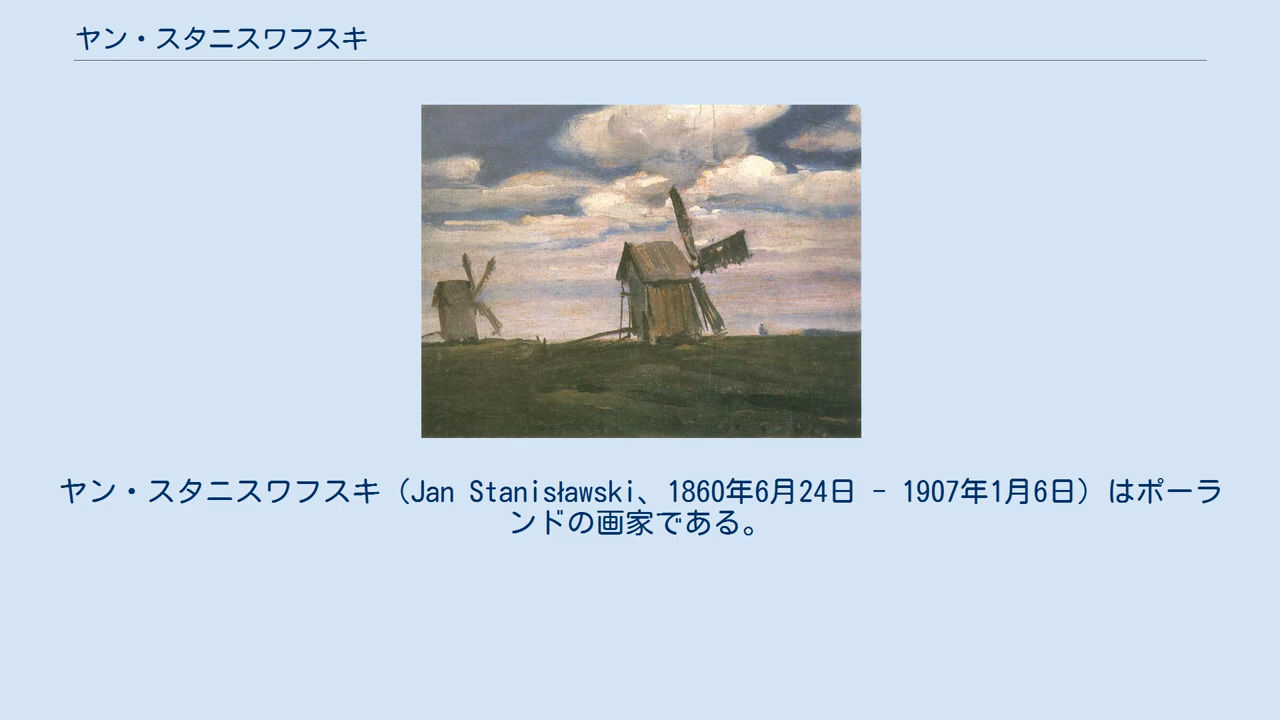 ヤン・スタニスワフスキ
ヤン・スタニスワフスキ（Jan Stanisławski、1860年6月24日 - 1907年1月6日）はポーラ
ンドの画家である。